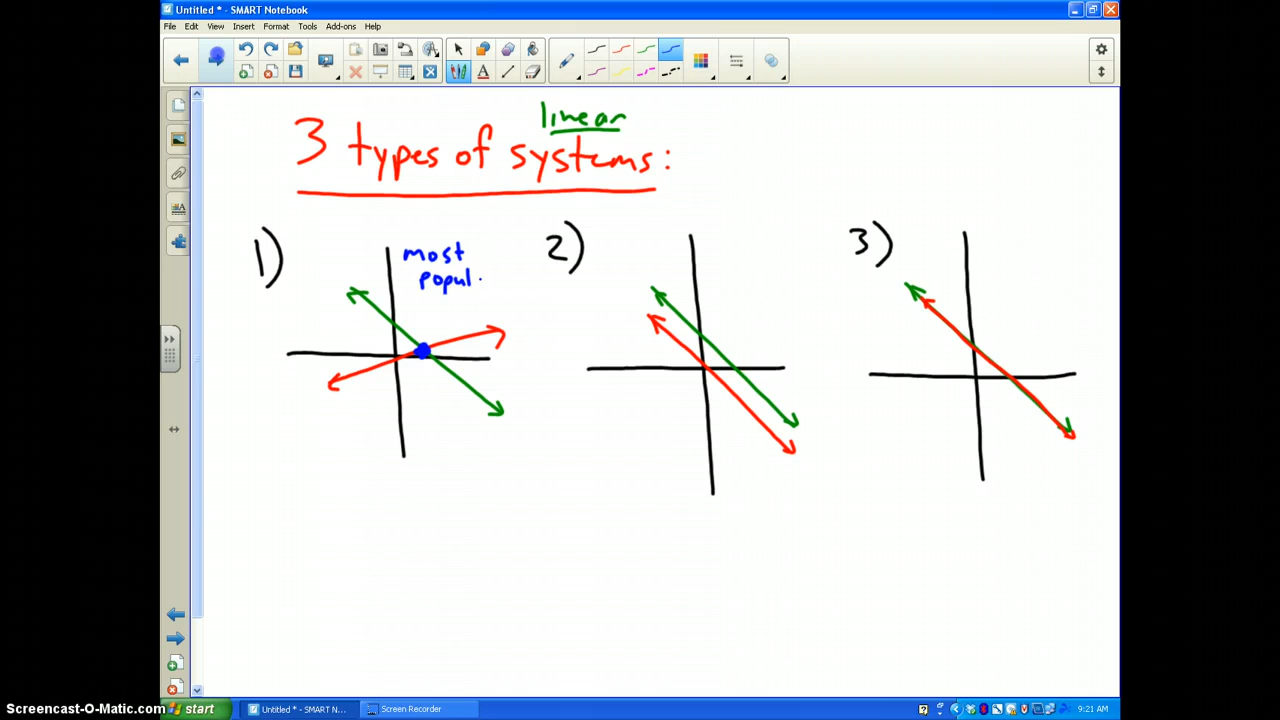 Untitled * - SMART Notebook
File Edit View Insert Format Tools Add-ons Help
linear
3 types of systems:
1)
most
popul.
2)
3)
Screencast-O-Matic.com
start
Untitled * - SMART N...
Screen Recorder
9:21 AM